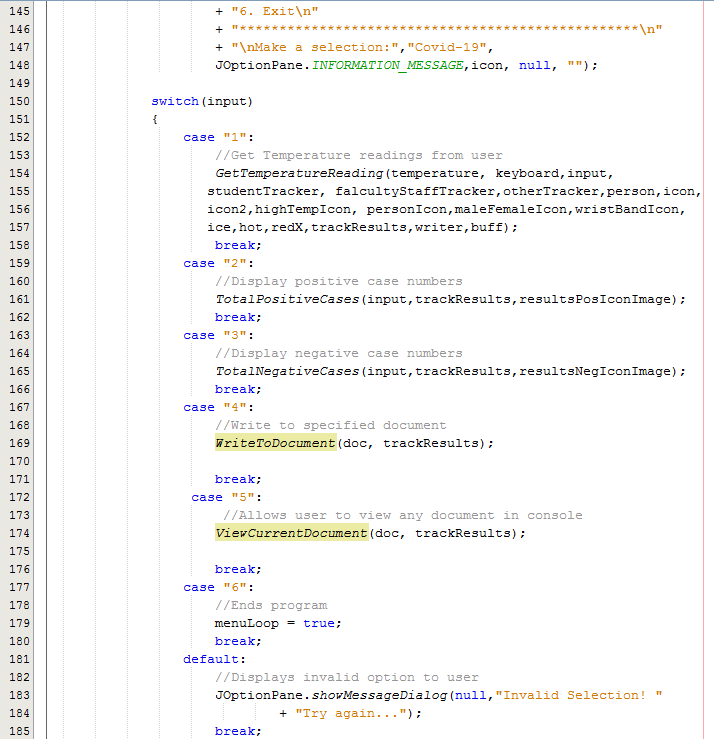 145 + "6. Exit\n"
146 + "**************************************************\n"
147 + "\nMake a selection:","Covid-19",
148 JOptionPane.INFORMATION_MESSAGE,icon, null, "");
149
150 switch(input)
151 {
152 case "1":
153 //Get Temperature readings from user
154 GetTemperatureReading(temperature, keyboard,input,
155 studentTracker, falcultyStaffTracker,otherTracker,person,icon,
156 icon2,highTempIcon, personIcon,maleFemaleIcon,wristBandIcon,
157 ice,hot,redX,trackResults,writer,buff);
158 break;
159 case "2":
160 //Display positive case numbers
161 TotalPositiveCases(input,trackResults,resultsPosIconImage);
162 break;
163 case "3":
164 //Display negative case numbers
165 TotalNegativeCases(input,trackResults,resultsNegIconImage);
166 break;
167 case "4":
168 //Write to specified document
169 WriteToDocument(doc, trackResults);
170
171 break;
172 case "5":
173 //Allows user to view any document in console
174 ViewCurrentDocument(doc, trackResults);
175
176 break;
177 case "6":
178 //Ends program
179 menuLoop = true;
180 break;
181 default:
182 //Displays invalid option to user
183 JOptionPane.showMessageDialog(null,"Invalid Selection! "
184 + "Try again...");
185 break;